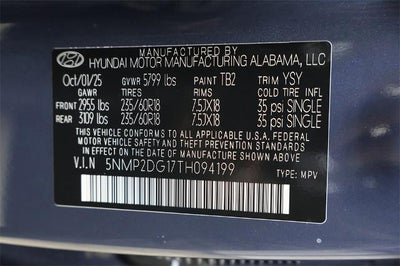 HYUNDAI MOTOR MANUFACTURING ALABAMA, LLC
Oct/01/25 GVWR 5799 lbs PAINT TB2 TRIM YSY
GAWR TIRES RIMS COLD TIRE INFL
FRONT 2955 lbs 235/60R18 7.5JX18 35 psi SINGLE
REAR 3109 lbs 235/60R18 7.5JX18 35 psi SINGLE
THIS VEHICLE CONFORMS TO ALL APPLICABLE U.S.A. FEDERAL
MOTOR VEHICLE SAFETY AND THEFT PREVENTION STANDARDS
IN EFFECT ON THE DATE OF MANUFACTURE SHOWN ABOVE.
V.I.N 5NMP2DG17TH094199
TYPE: MPV